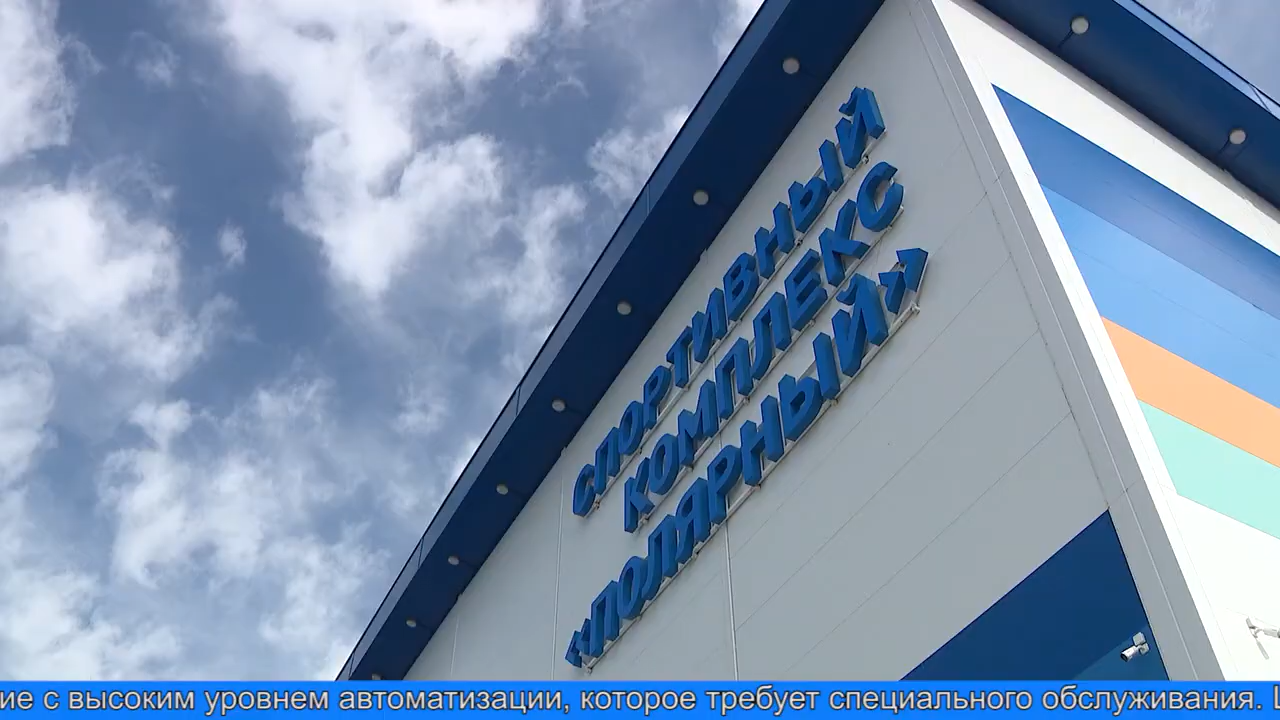 СПОРТИВНЫЙ
КОМПЛЕКС
«ПОЛЯРНЫЙ»
ие с высоким уровнем автоматизации, которое требует специального обслуживания.